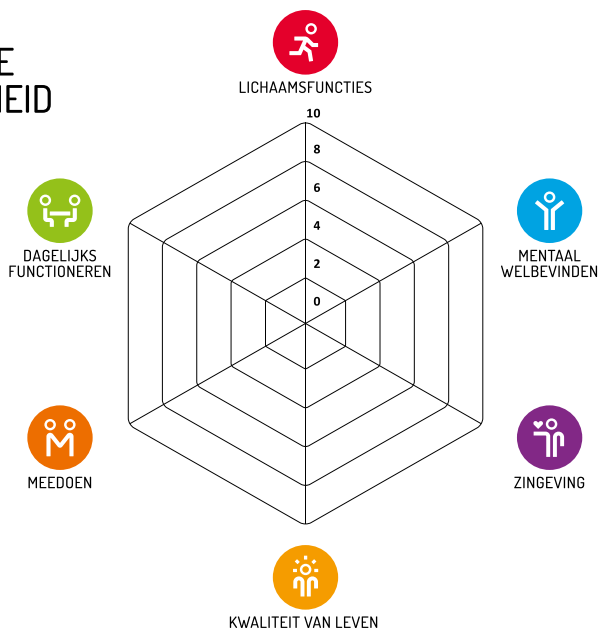 E
HEID
LICHAAMSFUNCTIES
10
8
6
4
2
0
DAGELIJKS
FUNCTIONEREN
MENTAAL
WELBEVINDEN
MEEDOEN
ZINGEVING
KWALITEIT VAN LEVEN